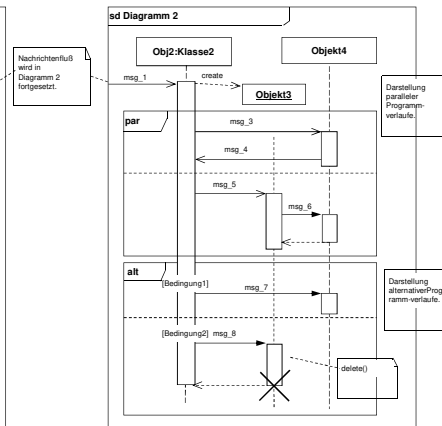 sd Diagramm 2
Nachrichtenfluß
wird in
Diagramm 2
fortgesetzt.
Obj2:Klasse2
Objekt4
msg_1
create
Objekt3
Darstellung
paralleler
Programm-
verlaufe.
par
msg_3
msg_4
msg_5
msg_6
alt
[Bedingung1]
msg_7
Darstellung
alternativerProg
ramm-verlaufe.
[Bedingung2] msg_8
delete()